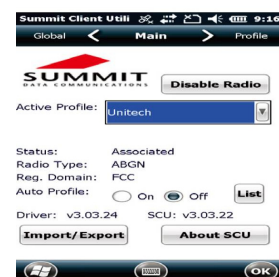 Summit Client Utili 9:16
Global < Main > Profile
SUMMIT
DATA COMMUNICATIONS
Disable Radio
Active Profile: Unitech
Status: Associated
Radio Type: ABGN
Reg. Domain: FCC
Auto Profile: On Off List
Driver: v3.03.24 SCU: v3.03.22
Import/Export About SCU
OK